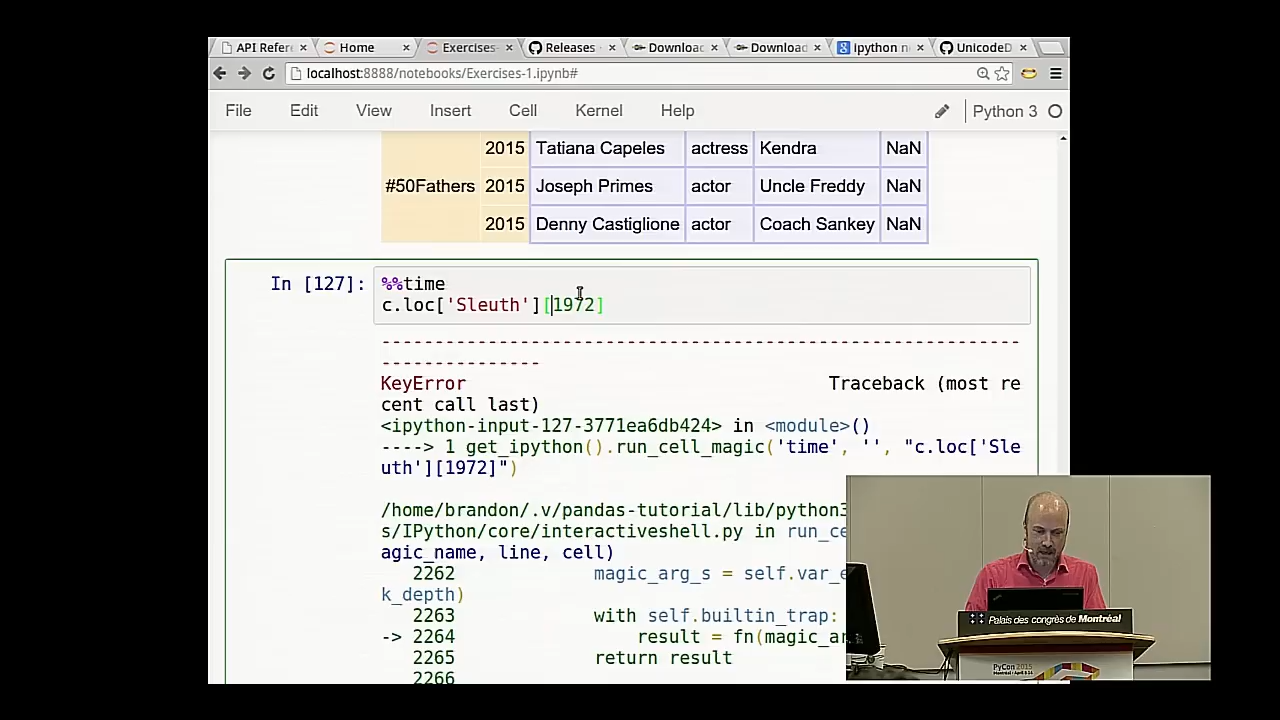 API Refer
Home
Exercises-
Releases -
Downloac
Downloac
ipython n
UnicodeD
localhost:8888/notebooks/Exercises-1.ipynb#
File Edit View Insert Cell Kernel Help Python 3
2015 Tatiana Capeles actress Kendra NaN
#50Fathers 2015 Joseph Primes actor Uncle Freddy NaN
2015 Denny Castiglione actor Coach Sankey NaN
In [127]: %%time
c.loc['Sleuth'][1972]
------------------------------------------------------------
---------------
KeyError Traceback (most re
cent call last)
<ipython-input-127-3771ea6db424> in <module>()
----> 1 get_ipython().run_cell_magic('time', '', "c.loc['Sle
uth'][1972]")
/home/brandon/.v/pandas-tutorial/lib/python3
s/IPython/core/interactiveshell.py in run_ce
agic_name, line, cell)
2262 magic_arg_s = self.var_e
k_depth)
2263 with self.builtin_trap:
-> 2264 result = fn(magic_ar
2265 return result
2266
Palais des congrès de Montréal
PyCon 2015